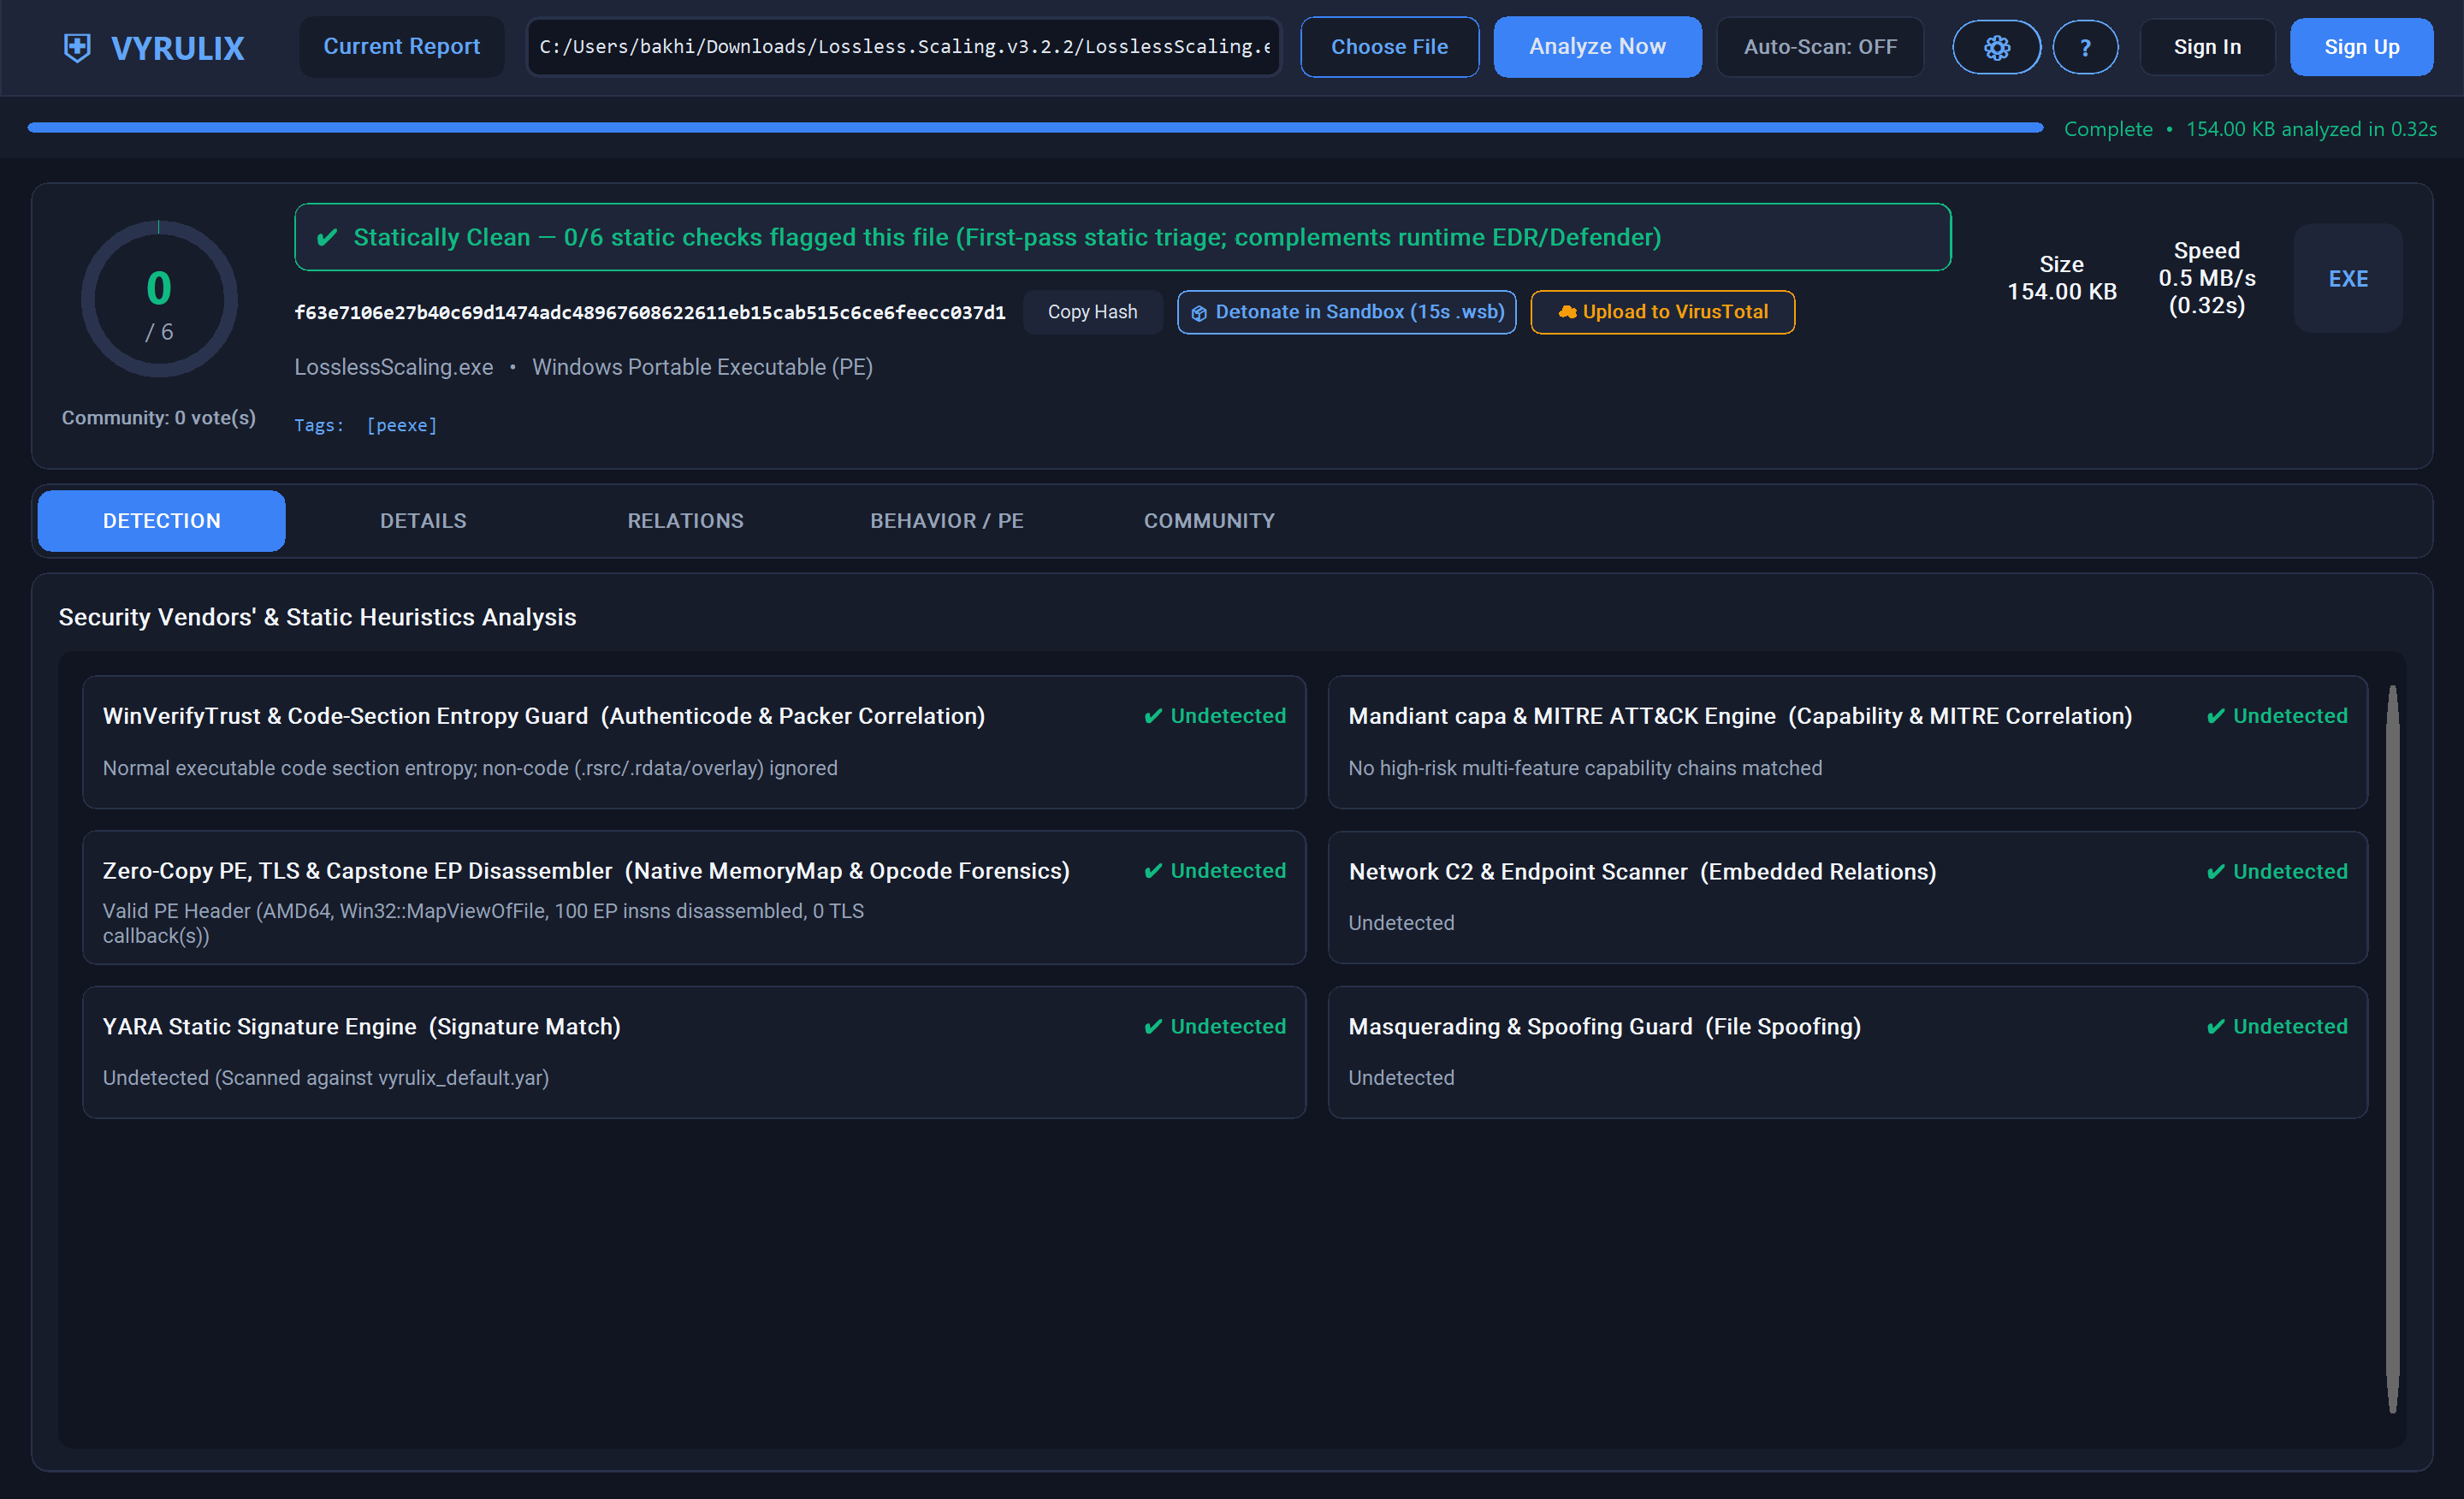 VYRULIX
Current Report
C:/Users/bakhi/Downloads/Lossless.Scaling.v3.2.2/LosslessScaling.e
Choose File
Analyze Now
Auto-Scan: OFF
?
Sign In
Sign Up
Complete • 154.00 KB analyzed in 0.32s
0
/ 6
Community: 0 vote(s)
✔ Statically Clean — 0/6 static checks flagged this file (First-pass static triage; complements runtime EDR/Defender)
f63e7106e27b40c69d1474adc48967608622611eb15cab515c6ce6feecc037d1
Copy Hash
Detonate in Sandbox (15s .wsb)
Upload to VirusTotal
LosslessScaling.exe • Windows Portable Executable (PE)
Tags: [peexe]
Size
154.00 KB
Speed
0.5 MB/s
(0.32s)
EXE
DETECTION
DETAILS
RELATIONS
BEHAVIOR / PE
COMMUNITY
Security Vendors' & Static Heuristics Analysis
WinVerifyTrust & Code-Section Entropy Guard (Authenticode & Packer Correlation)
✔ Undetected
Normal executable code section entropy; non-code (.rsrc/.rdata/overlay) ignored
Mandiant capa & MITRE ATT&CK Engine (Capability & MITRE Correlation)
✔ Undetected
No high-risk multi-feature capability chains matched
Zero-Copy PE, TLS & Capstone EP Disassembler (Native MemoryMap & Opcode Forensics)
✔ Undetected
Valid PE Header (AMD64, Win32::MapViewOfFile, 100 EP insns disassembled, 0 TLS
callback(s))
Network C2 & Endpoint Scanner (Embedded Relations)
✔ Undetected
Undetected
YARA Static Signature Engine (Signature Match)
✔ Undetected
Undetected (Scanned against vyrulix_default.yar)
Masquerading & Spoofing Guard (File Spoofing)
✔ Undetected
Undetected